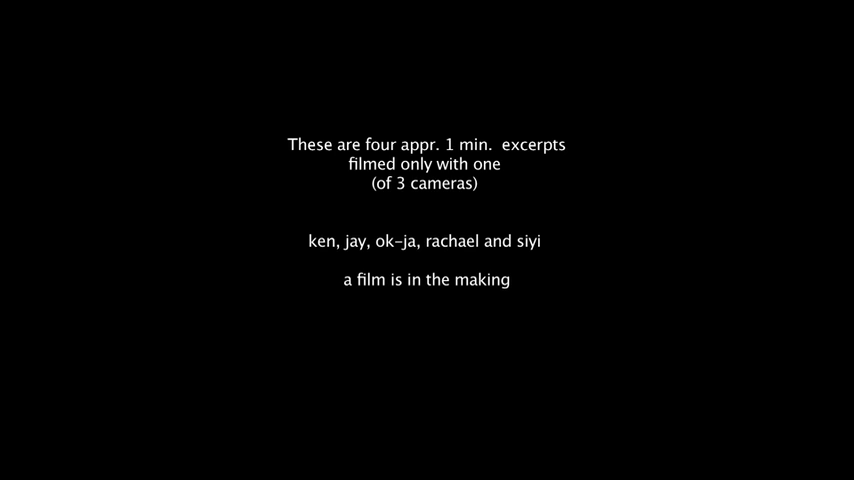 These are four appr. 1 min.  excerpts
filmed only with one
(of 3 cameras)
ken, jay, ok-ja, rachael and siyi
a film is in the making